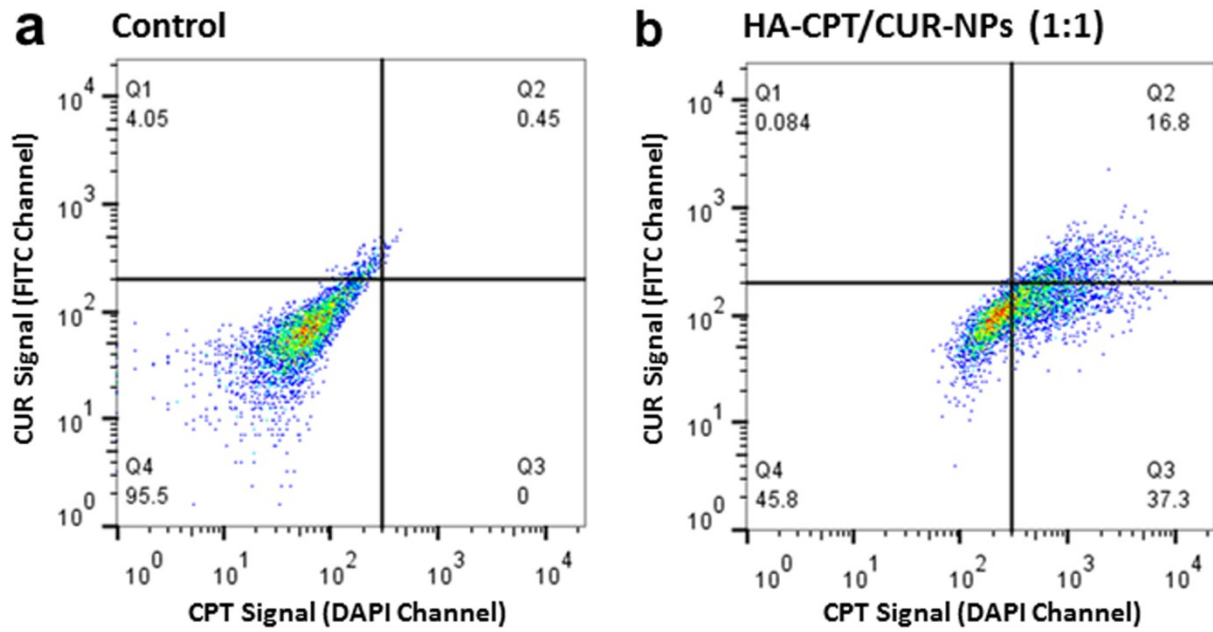 a Control
Q1
4.05
Q2
0.45
Q4
95.5
Q3
0
CUR Signal (FITC Channel)
10^4
10^3
10^2
10^1
10^0
10^0 10^1 10^2 10^3 10^4
CPT Signal (DAPI Channel)
b HA-CPT/CUR-NPs (1:1)
Q1
0.084
Q2
16.8
Q4
45.8
Q3
37.3
CUR Signal (FITC Channel)
10^4
10^3
10^2
10^1
10^0
10^0 10^1 10^2 10^3 10^4
CPT Signal (DAPI Channel)